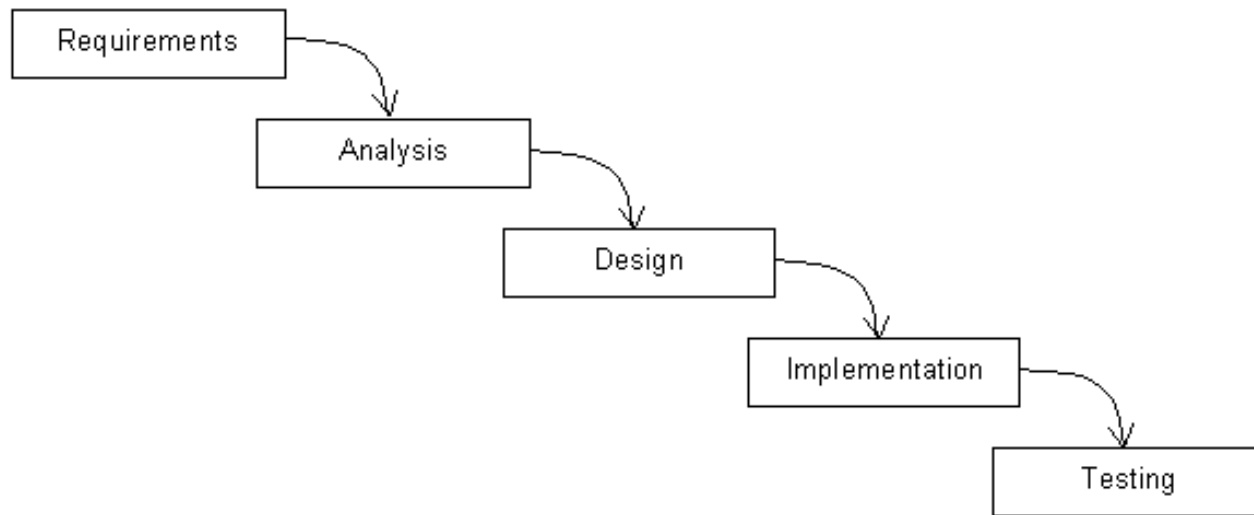 Requirements
Analysis
Design
Implementation
Testing